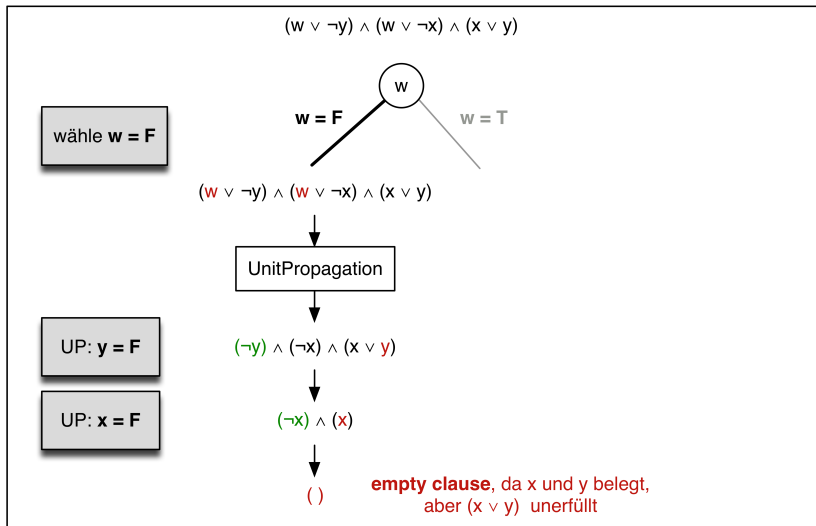 (w ∨ ¬y) ∧ (w ∨ ¬x) ∧ (x ∨ y)
w
w = F
w = T
wähle w = F
(w ∨ ¬y) ∧ (w ∨ ¬x) ∧ (x ∨ y)
UnitPropagation
UP: y = F
(¬y) ∧ (¬x) ∧ (x ∨ y)
UP: x = F
(¬x) ∧ (x)
( )
empty clause, da x und y belegt,
aber (x ∨ y) unerfüllt